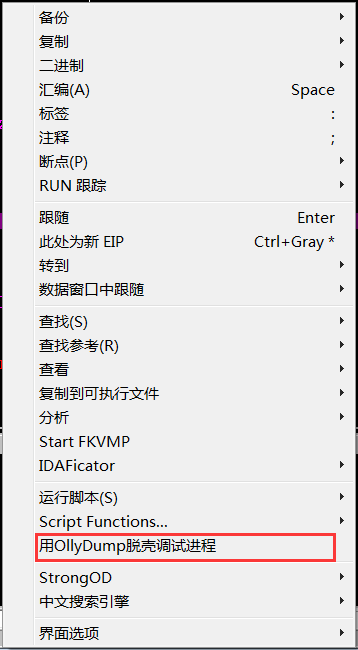 备份
复制
二进制
汇编(A) Space
标签 :
注释 ;
断点(P)
RUN 跟踪
跟随 Enter
此处为新 EIP Ctrl+Gray *
转到
数据窗口中跟随
查找(S)
查找参考(R)
查看
复制到可执行文件
分析
Start FKVMP
IDAFicator
运行脚本(S)
Script Functions...
用OllyDump脱壳调试进程
StrongOD
中文搜索引擎
界面选项